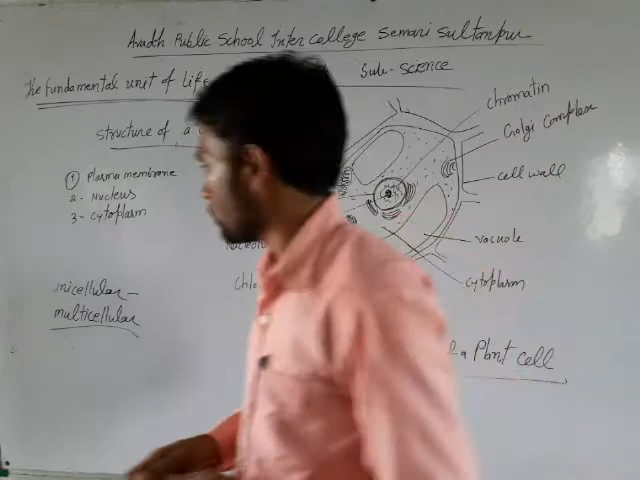 Avadh Public School Inter college Semari Sultanpur
Sub- Science
the fundamental unit of Life
structure of a
① Plasma membrane
2- Nucleus
3- cytoplasm
unicellular-
multicellular
chromatin
Golgi complex
cell wall
vacuole
cytoplasm
a Plant cell